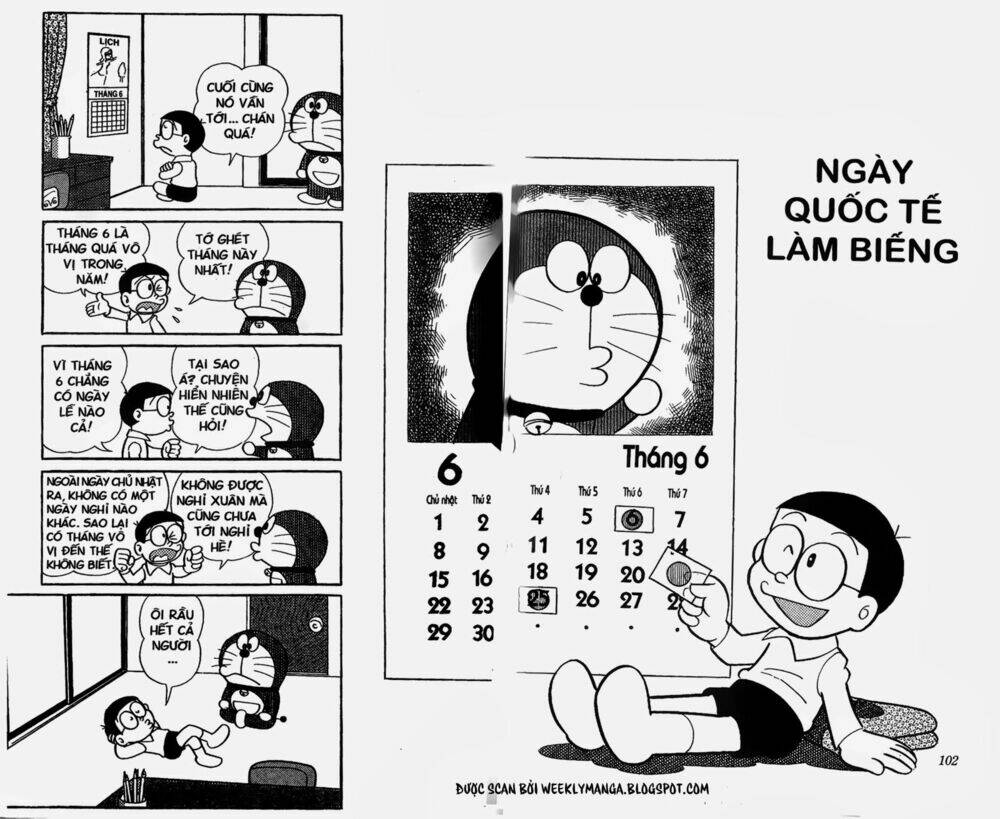 NGÀY
QUỐC TẾ
LÀM BIẾNG
6
Tháng 6
Chủ nhật Thứ 2 Thứ 4 Thứ 5 Thứ 6 Thứ 7
1 2 4 5 6 7
8 9 11 12 13 14
15 16 18 19 20
22 23 25 26 27
29 30
102
LỊCH
THÁNG 6
CUỐI CÙNG
NÓ VẪN
TỚI... CHÁN
QUÁ!
TỚ GHÉT
THÁNG NÀY
NHẤT!
THÁNG 6 LÀ
THÁNG QUÁ VÔ
VỊ TRONG
NĂM!
TẠI SAO
Á? CHUYỆN
HIỂN NHIÊN
THẾ CŨNG
HỎI!
VÌ THÁNG
6 CHẲNG
CÓ NGÀY
LỄ NÀO
CẢ!
KHÔNG ĐƯỢC
NGHỈ XUÂN MÀ
CŨNG CHƯA
TỚI NGHỈ
HÈ!
NGOÀI NGÀY CHỦ NHẬT
RA, KHÔNG CÓ MỘT
NGÀY NGHỈ NÀO
KHÁC. SAO LẠI
CÓ THÁNG VÔ
VỊ ĐẾN THẾ
KHÔNG BIẾT
ÔI RẦU
HẾT CẢ
NGƯỜI
...
ĐƯỢC SCAN BỞI WEEKLYMANGA.BLOGSPOT.COM